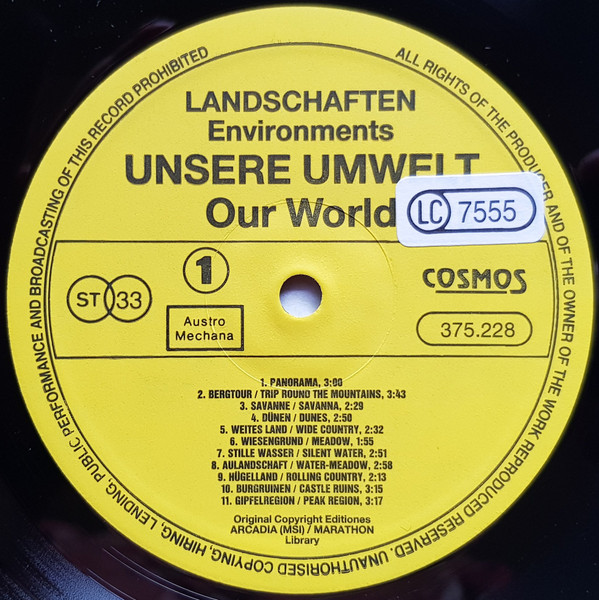 ALL RIGHTS OF THE PRODUCER AND OF THE OWNER OF THE WORK REPRODUCED RESERVED. UNAUTHORISED COPYING, HIRING, LENDING, PUBLIC PERFORMANCE AND BROADCASTING OF THIS RECORD PROHIBITED
LANDSCHAFTEN
Environments
UNSERE UMWELT
Our World
LC 7555
ST 33
1
Austro
Mechana
COSMOS
375.228
1. PANORAMA, 3:00
2. BERGTOUR / TRIP ROUND THE MOUNTAINS, 3:43
3. SAVANNE / SAVANNA, 2:29
4. DÜNEN / DUNES, 2:50
5. WEITES LAND / WIDE COUNTRY, 2:32
6. WIESENGRUND / MEADOW, 1:55
7. STILLE WASSER / SILENT WATER, 2:51
8. AULANDSCHAFT / WATER-MEADOW, 2:58
9. HÜGELLAND / ROLLING COUNTRY, 2:13
10. BURGRUINEN / CASTLE RUINS, 3:15
11. GIPFELREGION / PEAK REGION, 3:17
Original Copyright Editiones
ARCADIA (MSI) / MARATHON
Library